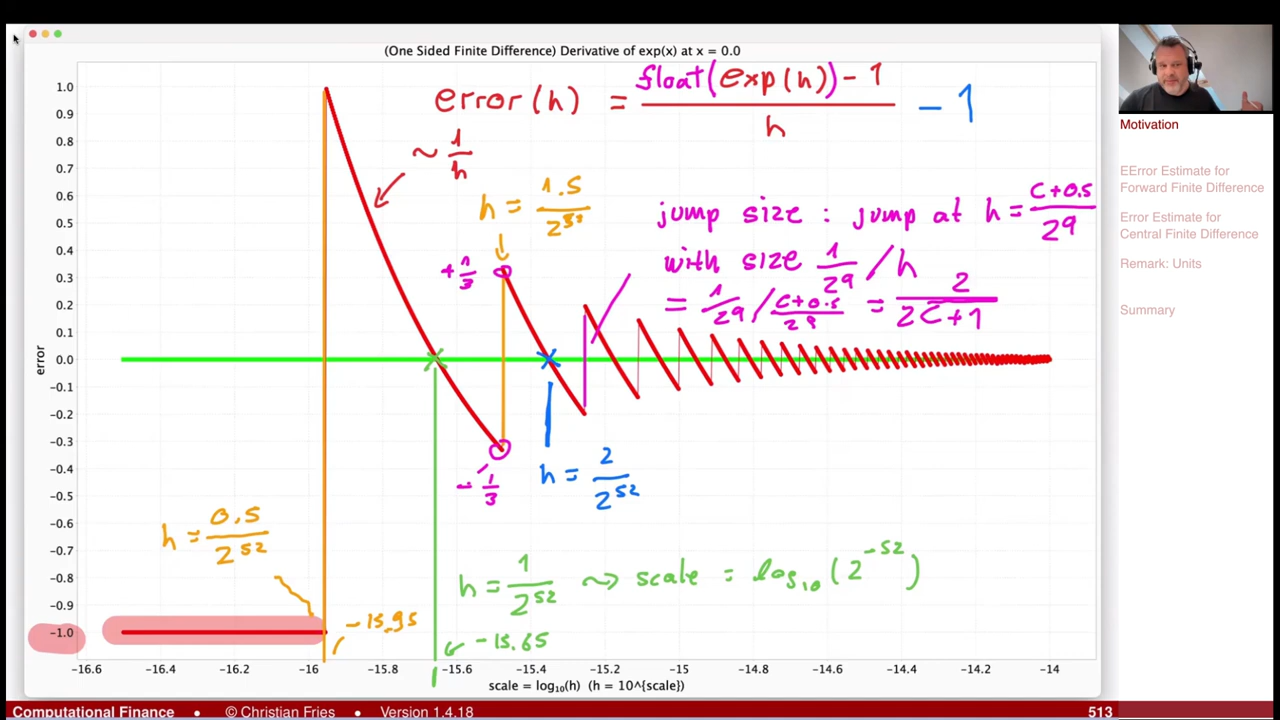 (One Sided Finite Difference) Derivative of exp(x) at x = 0.0
error(h) = float(exp(h)) - 1 / h - 1
~ 1/h
h = 1.5/2^52
jump size : jump at h = C+0.5/2^q
with size 1/2^q / h
= 1/2^q / C+0.5/2^q = 2/2C+1
+1/3
-1/3
h = 2/2^52
h = 0.5/2^52
h = 1/2^52 ~> scale = log10(2^-52)
-15.95
-15.65
error
1.0
0.9
0.8
0.7
0.6
0.5
0.4
0.3
0.2
0.1
0.0
-0.1
-0.2
-0.3
-0.4
-0.5
-0.6
-0.7
-0.8
-0.9
-1.0
-16.6 -16.4 -16.2 -16 -15.8 -15.6 -15.4 -15.2 -15 -14.8 -14.6 -14.4 -14.2 -14
scale = log₁₀(h) (h = 10^{scale})
Motivation
EError Estimate for
Forward Finite Difference
Error Estimate for
Central Finite Difference
Remark: Units
Summary
Computational Finance • © Christian Fries • Version 1.4.18 513